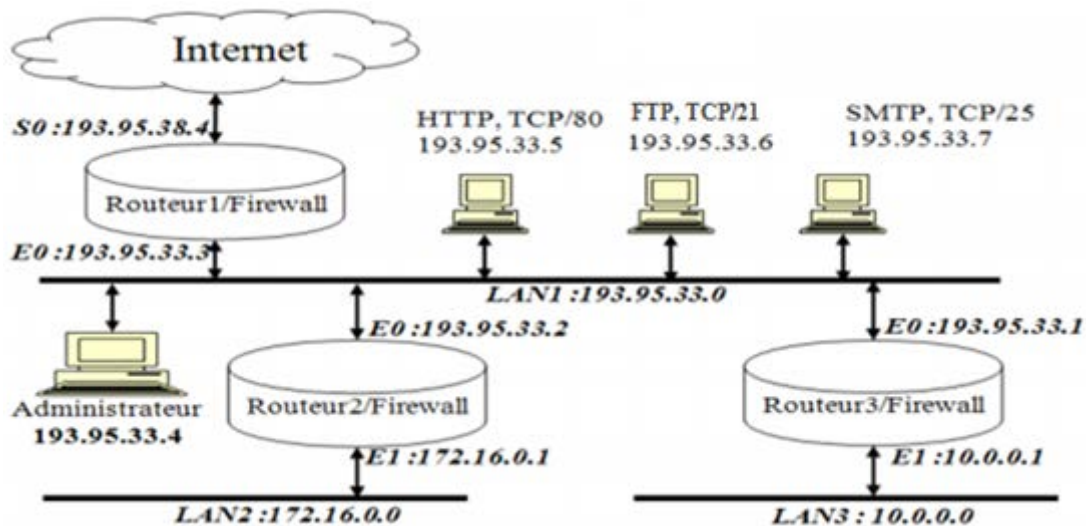 Internet
S0 :193.95.38.4
HTTP, TCP/80
193.95.33.5
FTP, TCP/21
193.95.33.6
SMTP, TCP/25
193.95.33.7
Routeur1/Firewall
E0 :193.95.33.3
LAN1 :193.95.33.0
E0 :193.95.33.2
E0 :193.95.33.1
Administrateur
193.95.33.4
Routeur2/Firewall
Routeur3/Firewall
E1 :172.16.0.1
E1 :10.0.0.1
LAN2 :172.16.0.0
LAN3 : 10.0.0.0